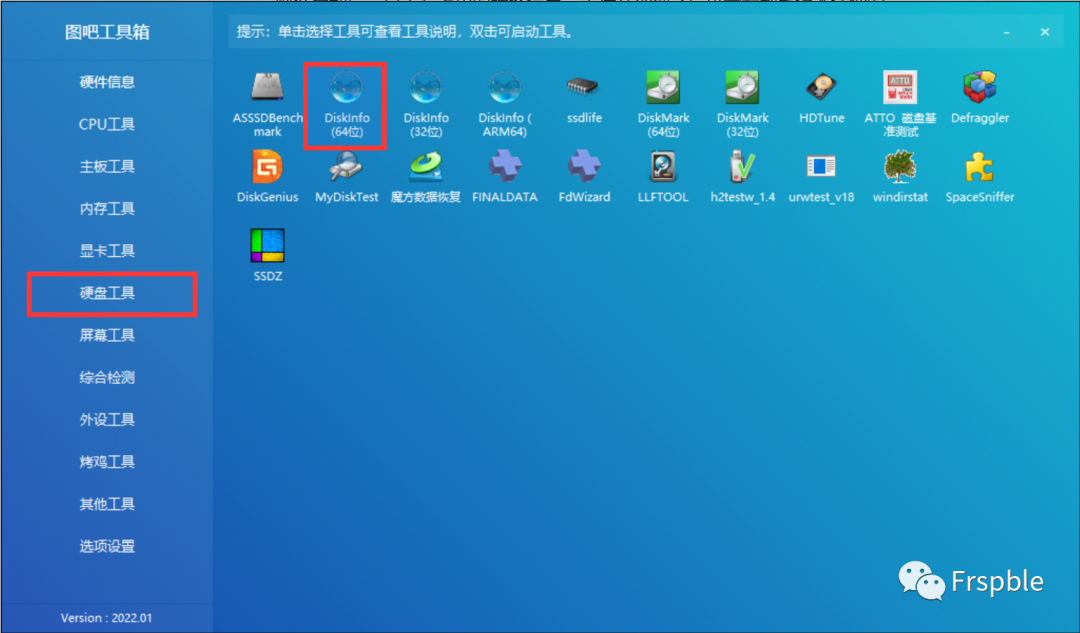 图吧工具箱
提示：单击选择工具可查看工具说明，双击可启动工具。
硬件信息
CPU工具
主板工具
内存工具
显卡工具
硬盘工具
屏幕工具
综合检测
外设工具
烤鸡工具
其他工具
选项设置
Version : 2022.01
ASSSDBench
mark
DiskInfo
(64位)
DiskInfo
(32位)
DiskInfo (
ARM64)
ssdlife
DiskMark
(64位)
DiskMark
(32位)
HDTune
ATTO 磁盘基
准测试
Defraggler
DiskGenius
MyDiskTest
魔方数据恢复
FINALDATA
FdWizard
LLFTOOL
h2testw_1.4
urwtest_v18
windirstat
SpaceSniffer
SSDZ
Frspble